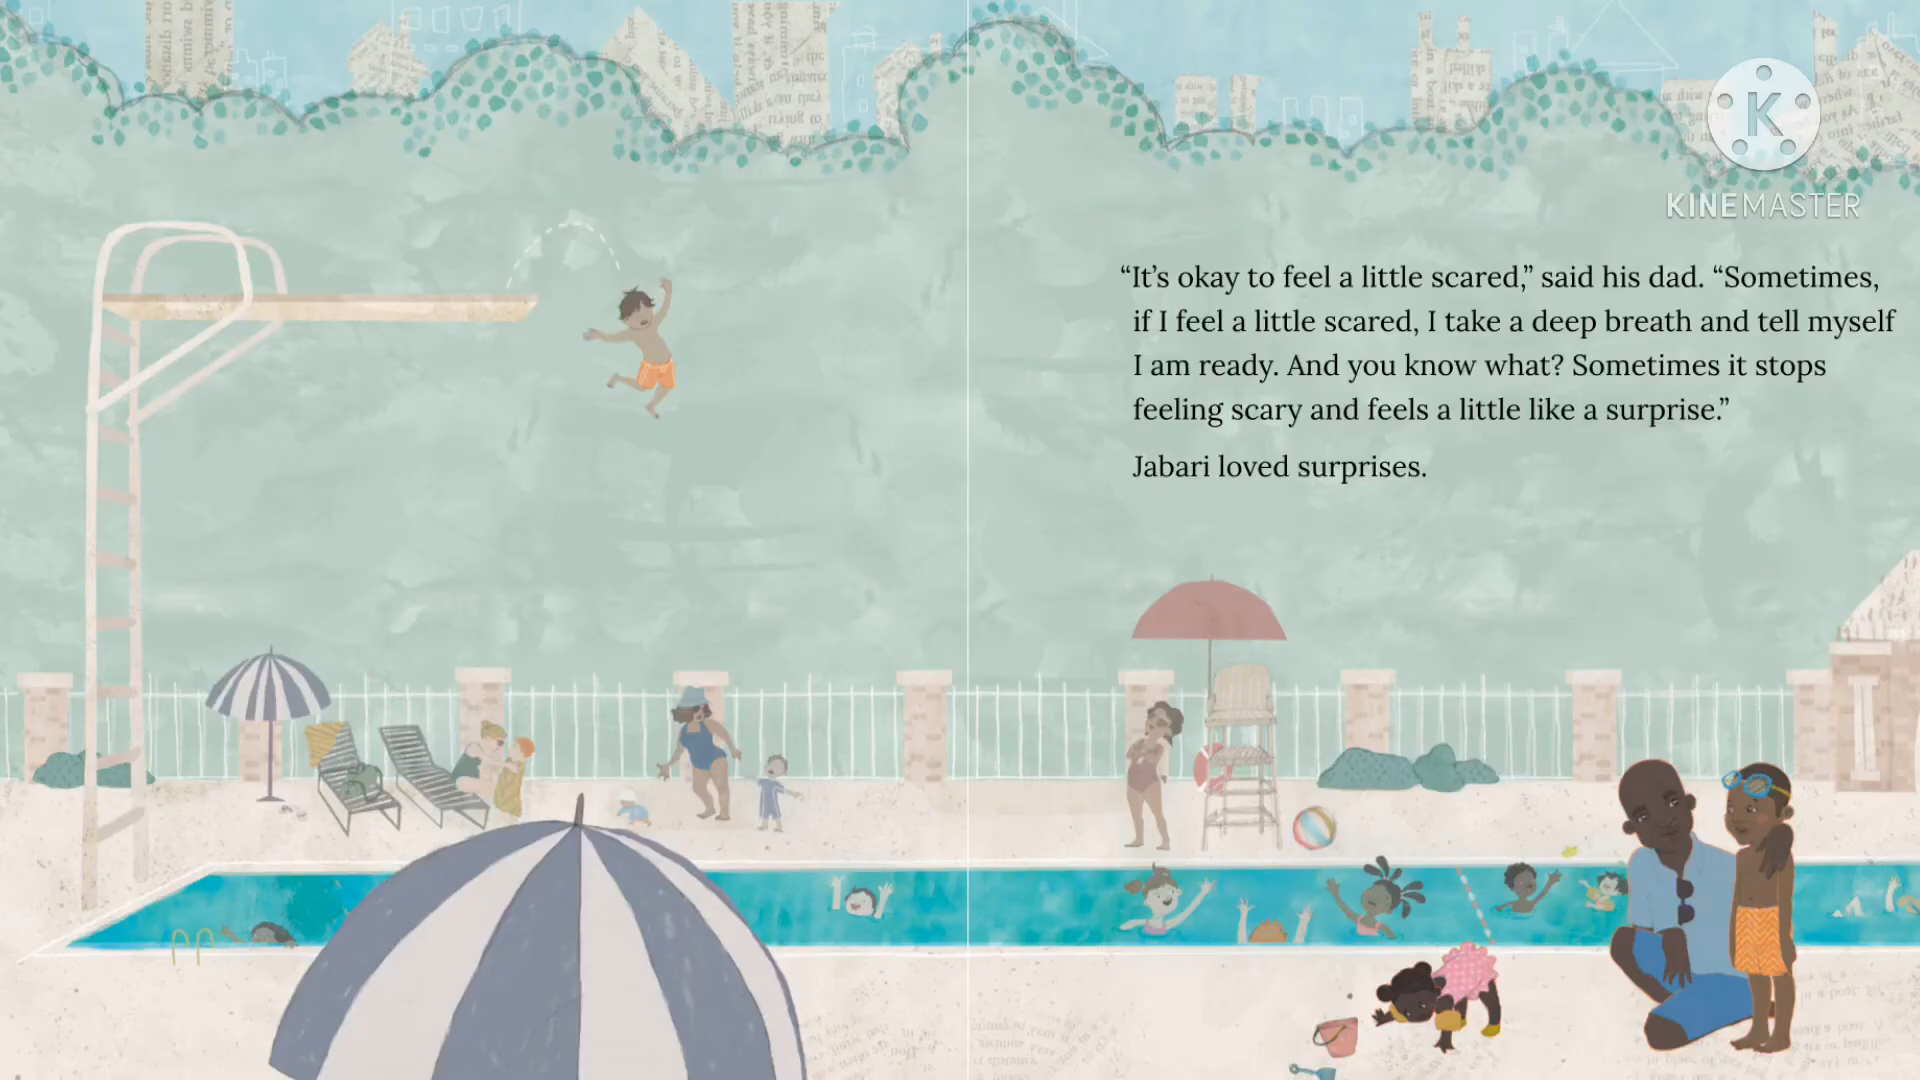 KINEMASTER
“It’s okay to feel a little scared,” said his dad. “Sometimes,
if I feel a little scared, I take a deep breath and tell myself
I am ready. And you know what? Sometimes it stops
feeling scary and feels a little like a surprise.”
Jabari loved surprises.